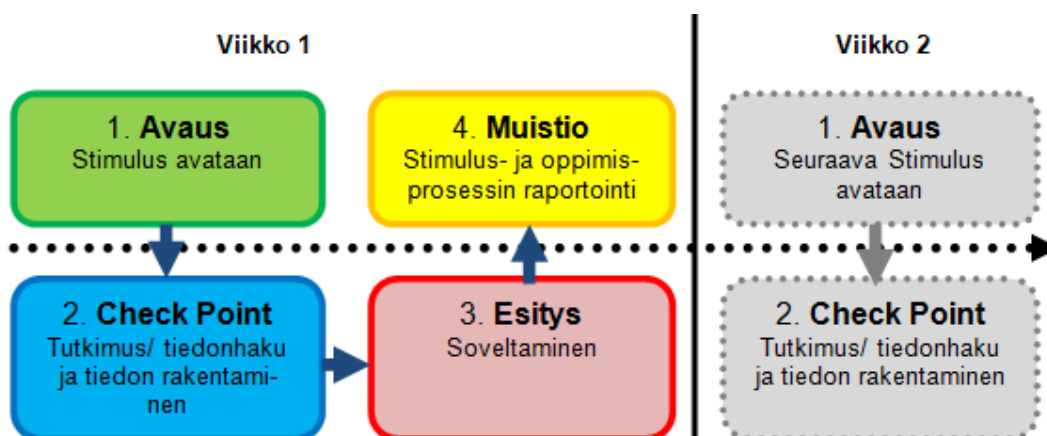 Viikko 1
1. Avaus
Stimulus avataan
2. Check Point
Tutkimus/ tiedonhaku
ja tiedon rakentami-
nen
3. Esitys
Soveltaminen
4. Muistio
Stimulus- ja oppimis-
prosessin raportointi
Viikko 2
1. Avaus
Seuraava Stimulus
avataan
2. Check Point
Tutkimus/ tiedonhaku
ja tiedon rakentaminen